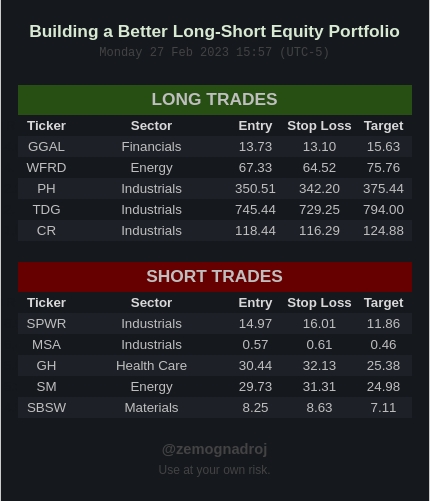 Building a Better Long-Short Equity Portfolio
Monday 27 Feb 2023 15:57 (UTC-5)
LONG TRADES
Ticker Sector Entry Stop Loss Target
GGAL Financials 13.73 13.10 15.63
WFRD Energy 67.33 64.52 75.76
PH Industrials 350.51 342.20 375.44
TDG Industrials 745.44 729.25 794.00
CR Industrials 118.44 116.29 124.88
SHORT TRADES
Ticker Sector Entry Stop Loss Target
SPWR Industrials 14.97 16.01 11.86
MSA Industrials 0.57 0.61 0.46
GH Health Care 30.44 32.13 25.38
SM Energy 29.73 31.31 24.98
SBSW Materials 8.25 8.63 7.11
@zemognadroj
Use at your own risk.